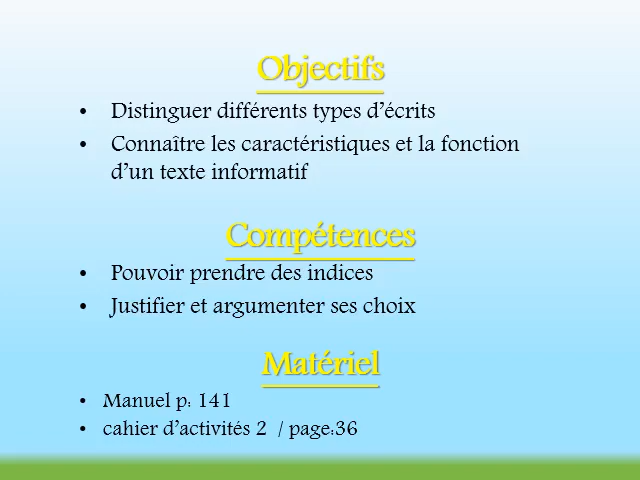 Objectifs
• Distinguer différents types d’écrits
• Connaître les caractéristiques et la fonction
d’un texte informatif
Compétences
• Pouvoir prendre des indices
• Justifier et argumenter ses choix
Matériel
• Manuel p: 141
• cahier d’activités 2 / page:36